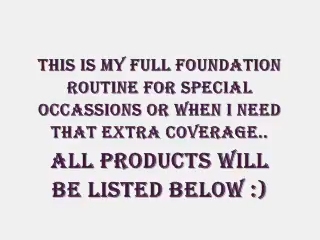 THIS IS MY FULL FOUNDATION
ROUTINE FOR SPECIAL
OCCASSIONS OR WHEN I NEED
THAT EXTRA COVERAGE..
ALL PRODUCTS WILL
BE LISTED BELOW :)